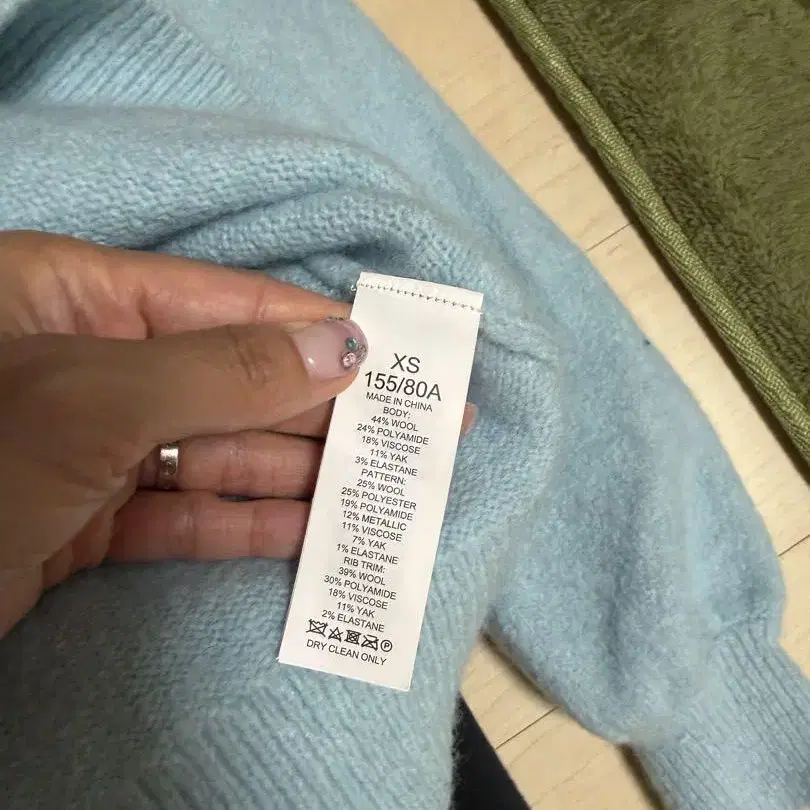 XS
155/80A
MADE IN CHINA
BODY:
44% WOOL
24% POLYAMIDE
18% VISCOSE
11% YAK
3% ELASTANE
PATTERN:
25% WOOL
25% POLYESTER
19% POLYAMIDE
12% METALLIC
11% VISCOSE
7% YAK
1% ELASTANE
RIB TRIM:
39% WOOL
30% POLYAMIDE
18% VISCOSE
11% YAK
2% ELASTANE
P
DRY CLEAN ONLY